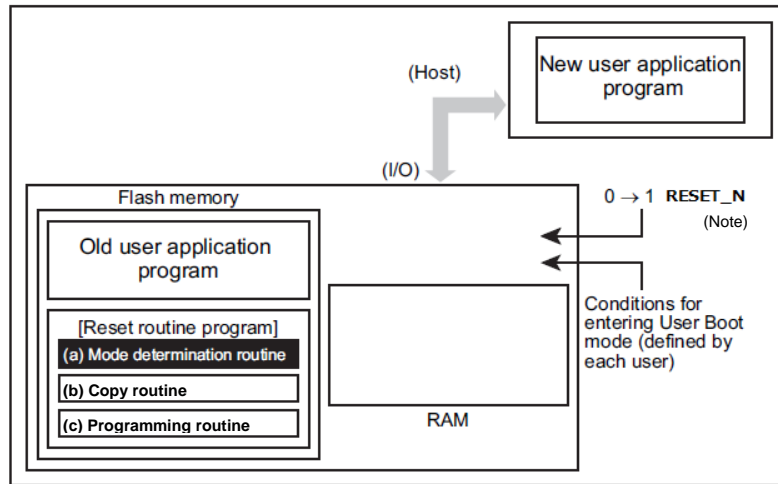 New user application
program
(Host)
(I/O)
Flash memory
0 → 1 RESET_N
(Note)
Old user application
program
Conditions for
entering User Boot
mode (defined by
each user)
[Reset routine program]
(a) Mode determination routine
(b) Copy routine
(c) Programming routine
RAM